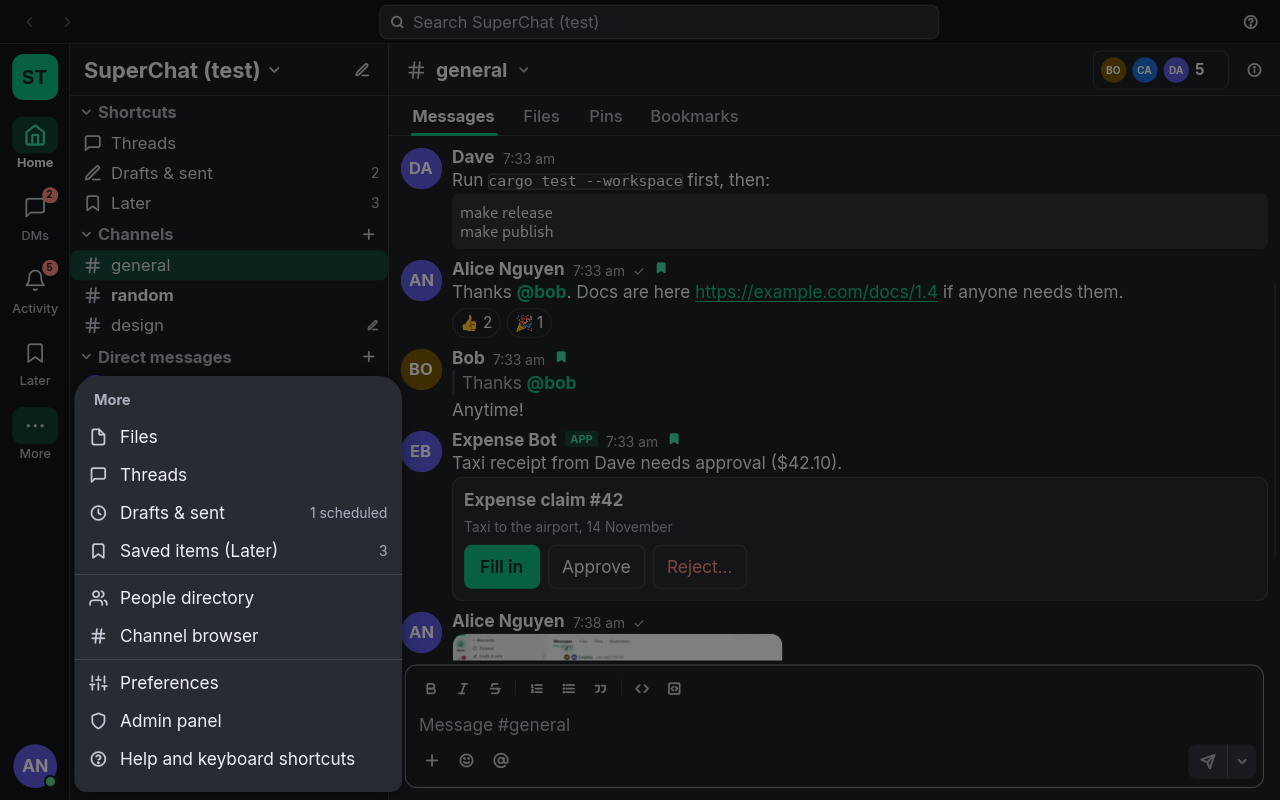 Search SuperChat (test)
ST
Home
2
DMs
5
Activity
Later
More
AN
SuperChat (test)
Shortcuts
Threads
Drafts & sent 2
Later 3
Channels
general
random
design
Direct messages
More
Files
Threads
Drafts & sent 1 scheduled
Saved items (Later) 3
People directory
Channel browser
Preferences
Admin panel
Help and keyboard shortcuts
# general
BO CA DA 5
Messages Files Pins Bookmarks
DA
Dave 7:33 am
Run cargo test --workspace first, then:
make release
make publish
AN
Alice Nguyen 7:33 am
Thanks @bob. Docs are here https://example.com/docs/1.4 if anyone needs them.
👍 2 🎉 1
BO
Bob 7:33 am
Thanks @bob
Anytime!
EB
Expense Bot APP 7:33 am
Taxi receipt from Dave needs approval ($42.10).
Expense claim #42
Taxi to the airport, 14 November
Fill in Approve Reject...
AN
Alice Nguyen 7:38 am
Message #general